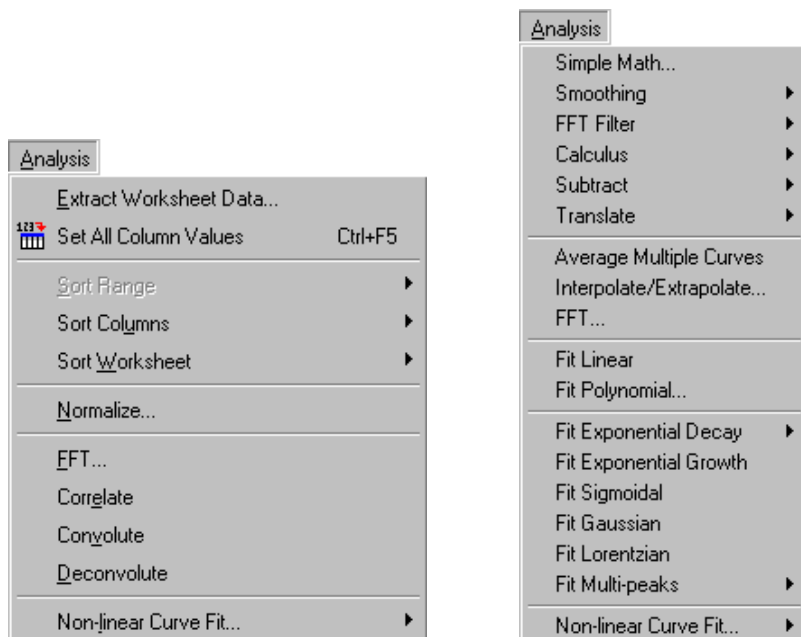 Analysis
Extract Worksheet Data...
123
Set All Column Values Ctrl+F5
Sort Range
Sort Columns
Sort Worksheet
Normalize...
FFT...
Correlate
Convolute
Deconvolute
Non-linear Curve Fit...
Analysis
Simple Math...
Smoothing
FFT Filter
Calculus
Subtract
Translate
Average Multiple Curves
Interpolate/Extrapolate...
FFT...
Fit Linear
Fit Polynomial...
Fit Exponential Decay
Fit Exponential Growth
Fit Sigmoidal
Fit Gaussian
Fit Lorentzian
Fit Multi-peaks
Non-linear Curve Fit...